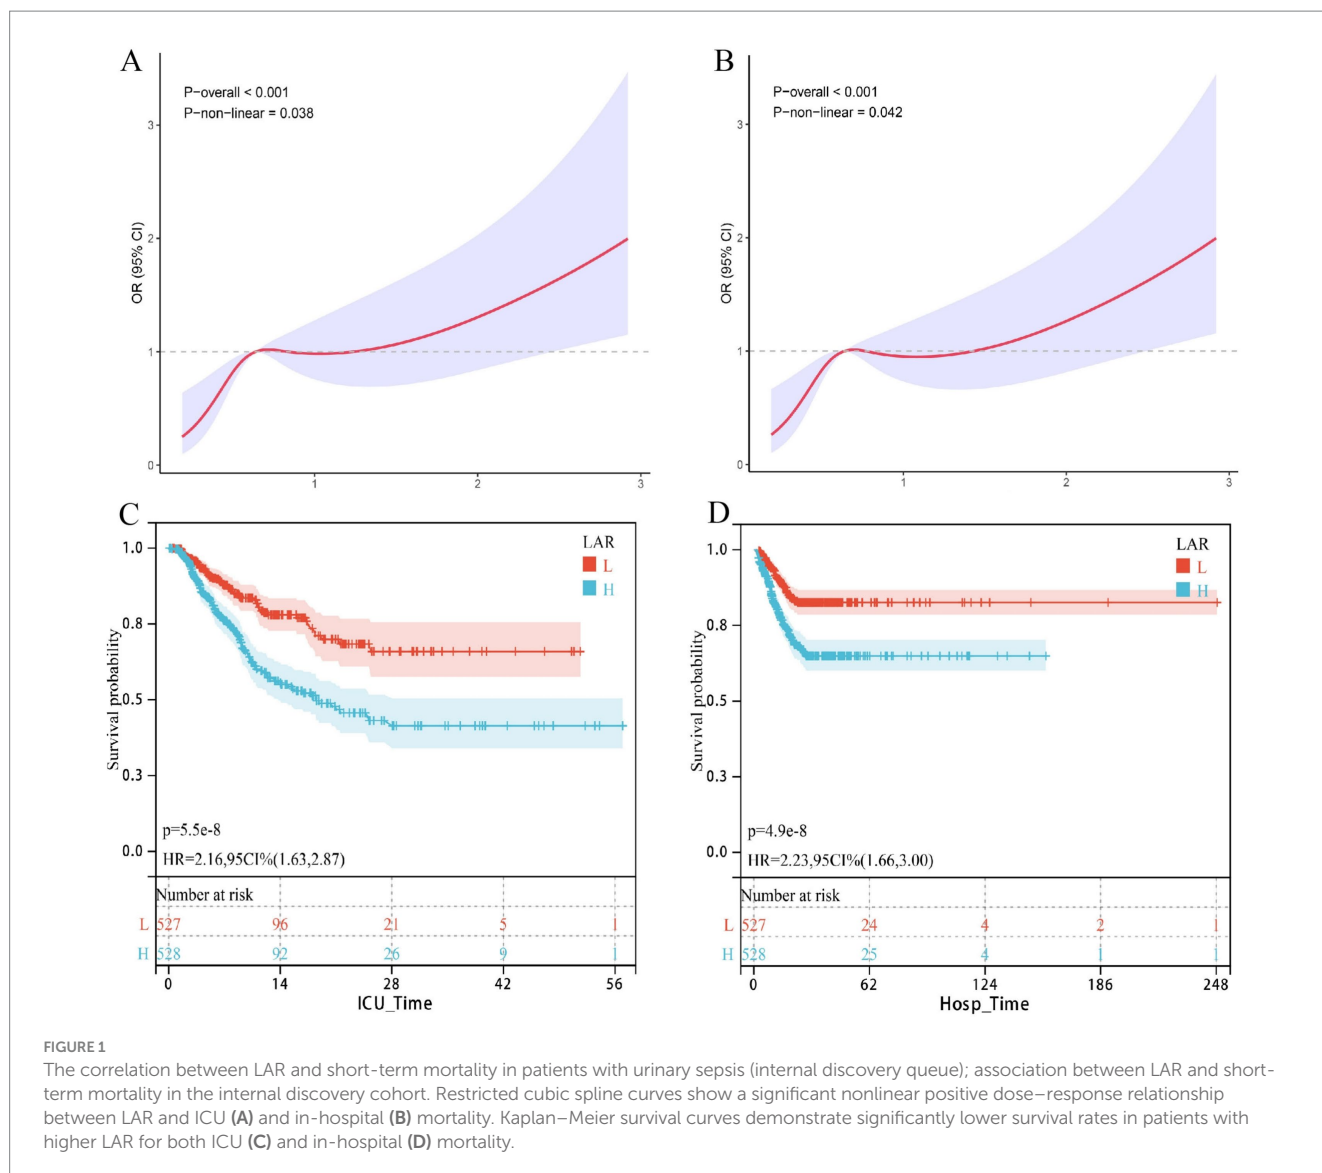 A
P-overall < 0.001
P-non-linear = 0.038
OR (95% CI)
3
2
1
0
1
2
3
B
P-overall < 0.001
P-non-linear = 0.042
OR (95% CI)
3
2
1
0
1
2
3
C
LAR
L
H
Survival probability
1.0
0.8
0.5
0.3
0.0
p=5.5e-8
HR=2.16,95CI%(1.63,2.87)
Number at risk
L 527 96 21 5 1
H 528 92 26 9 1
0 14 28 42 56
ICU_Time
D
LAR
L
H
Survival probability
1.0
0.8
0.5
0.3
0.0
p=4.9e-8
HR=2.23,95CI%(1.66,3.00)
Number at risk
L 527 24 4 2 1
H 528 25 4 1 1
0 62 124 186 248
Hosp_Time
FIGURE 1
The correlation between LAR and short-term mortality in patients with urinary sepsis (internal discovery queue); association between LAR and short-
term mortality in the internal discovery cohort. Restricted cubic spline curves show a significant nonlinear positive dose–response relationship
between LAR and ICU (A) and in-hospital (B) mortality. Kaplan–Meier survival curves demonstrate significantly lower survival rates in patients with
higher LAR for both ICU (C) and in-hospital (D) mortality.